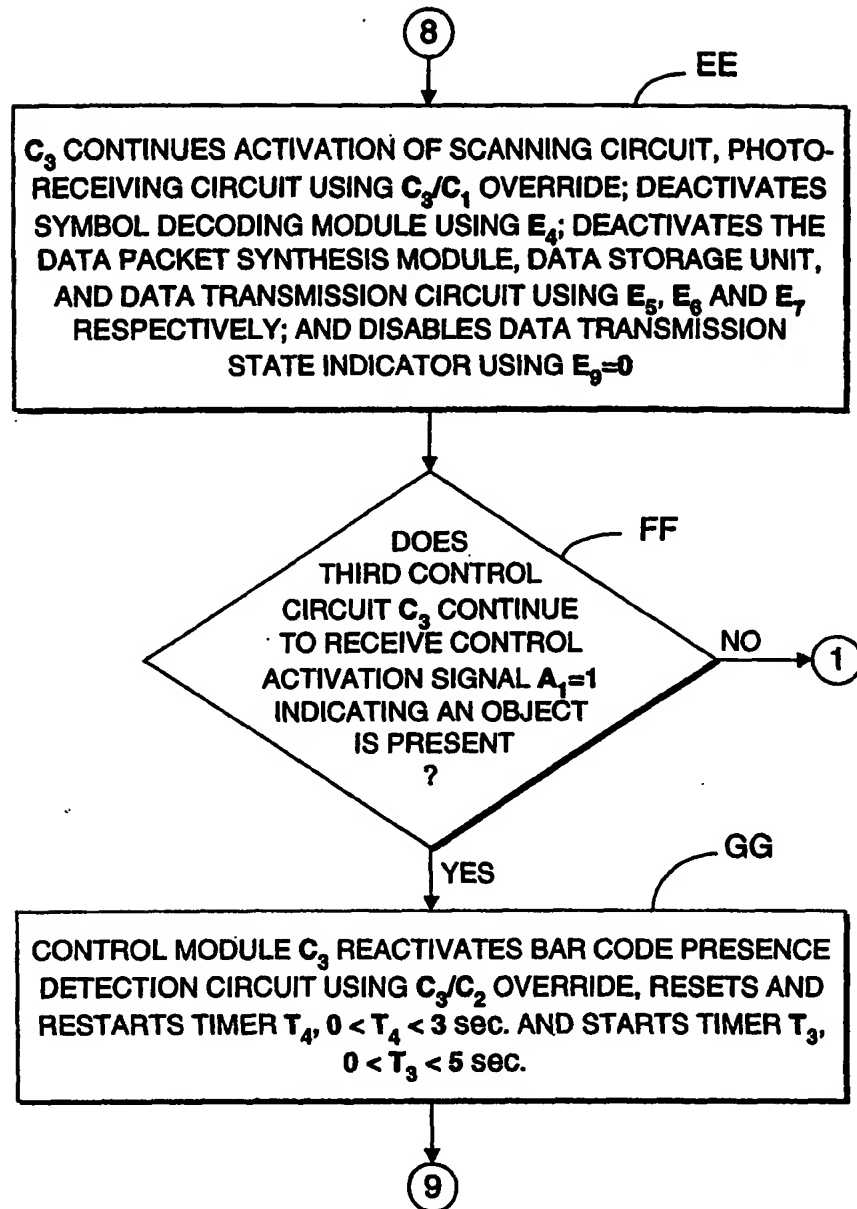 8
EE
C₃ CONTINUES ACTIVATION OF SCANNING CIRCUIT, PHOTO-
RECEIVING CIRCUIT USING C₃/C₁ OVERRIDE; DEACTIVATES
SYMBOL DECODING MODULE USING E₄; DEACTIVATES THE
DATA PACKET SYNTHESIS MODULE, DATA STORAGE UNIT,
AND DATA TRANSMISSION CIRCUIT USING E₅, E₆ AND E₇
RESPECTIVELY; AND DISABLES DATA TRANSMISSION
STATE INDICATOR USING E₉=0
FF
DOES
THIRD CONTROL
CIRCUIT C₃ CONTINUE
TO RECEIVE CONTROL
ACTIVATION SIGNAL A₁=1
INDICATING AN OBJECT
IS PRESENT
?
NO
1
YES
GG
CONTROL MODULE C₃ REACTIVATES BAR CODE PRESENCE
DETECTION CIRCUIT USING C₃/C₂ OVERRIDE, RESETS AND
RESTARTS TIMER T₄, 0 < T₄ < 3 sec. AND STARTS TIMER T₃,
0 < T₃ < 5 sec.
9